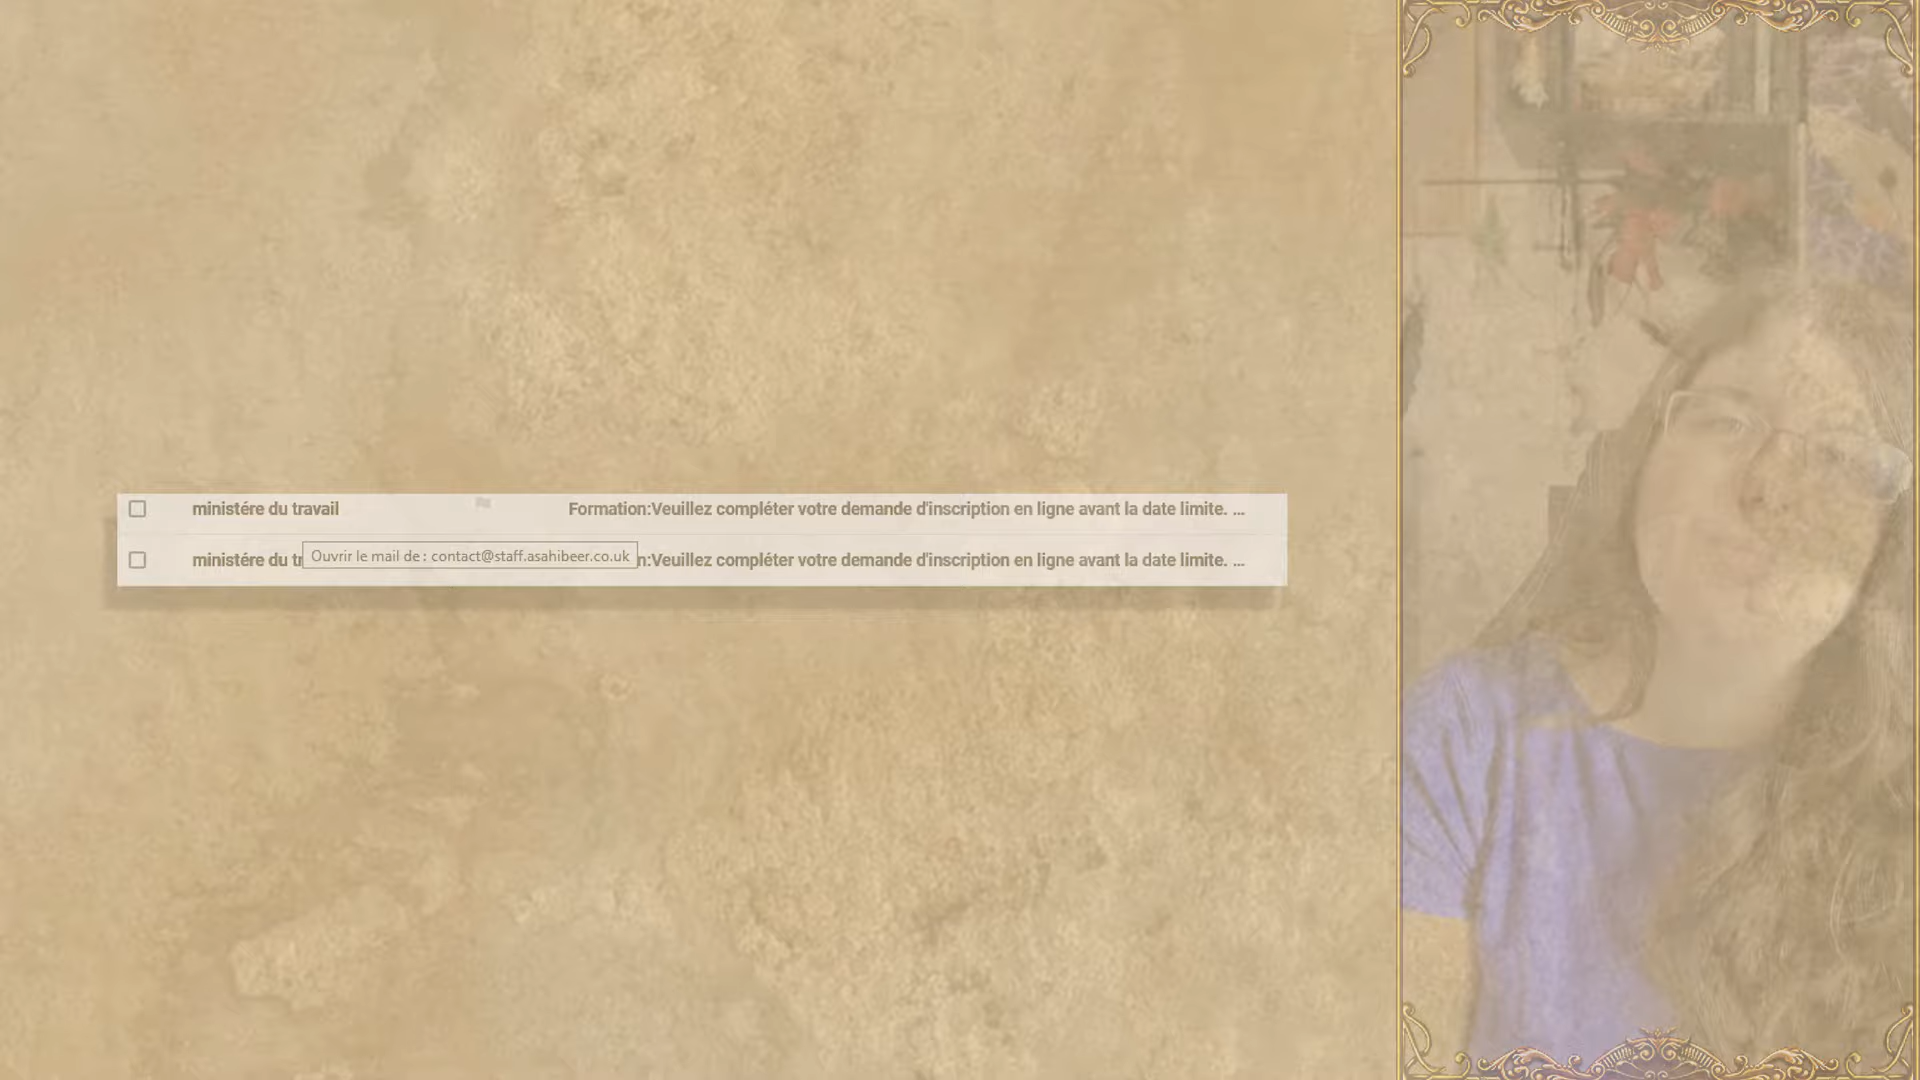 ministére du travail Formation:Veuillez compléter votre demande d'inscription en ligne avant la date limite. ...
ministére du tr n:Veuillez compléter votre demande d'inscription en ligne avant la date limite. ...
Ouvrir le mail de : contact@staff.asahibeer.co.uk